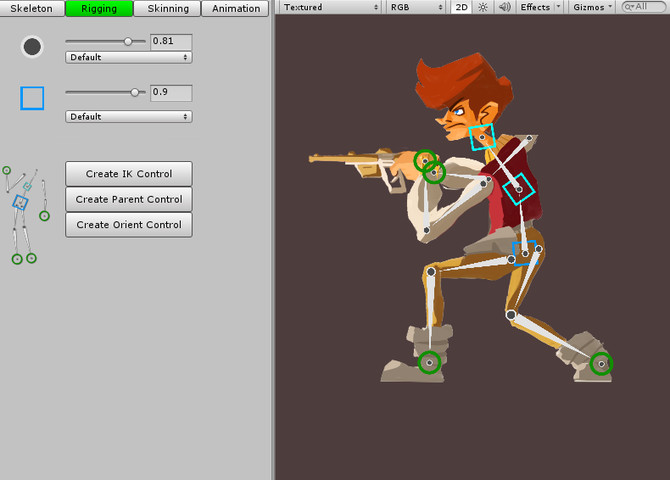 Skeleton Rigging Skinning Animation
Textured RGB 2D Effects Gizmos All
0.81
Default
0.9
Default
Create IK Control
Create Parent Control
Create Orient Control